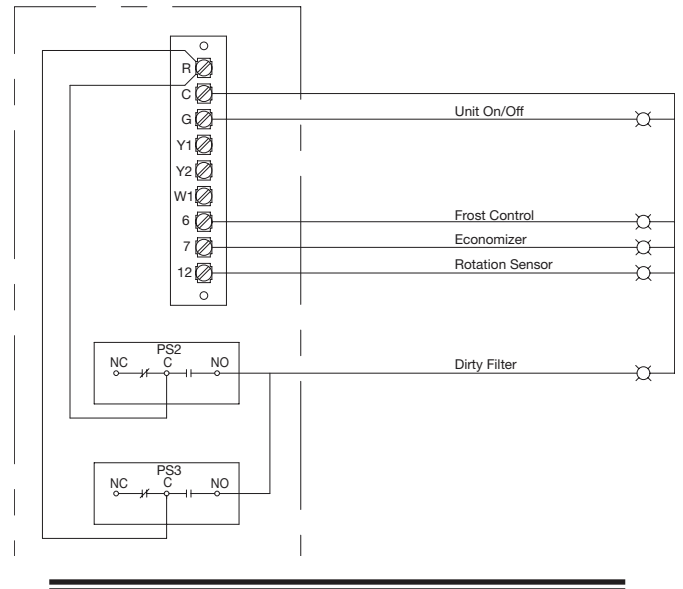 R
C
G Unit On/Off
Y1
Y2
W1
6 Frost Control
7 Economizer
12 Rotation Sensor
PS2
NC C NO Dirty Filter
PS3
NC C NO